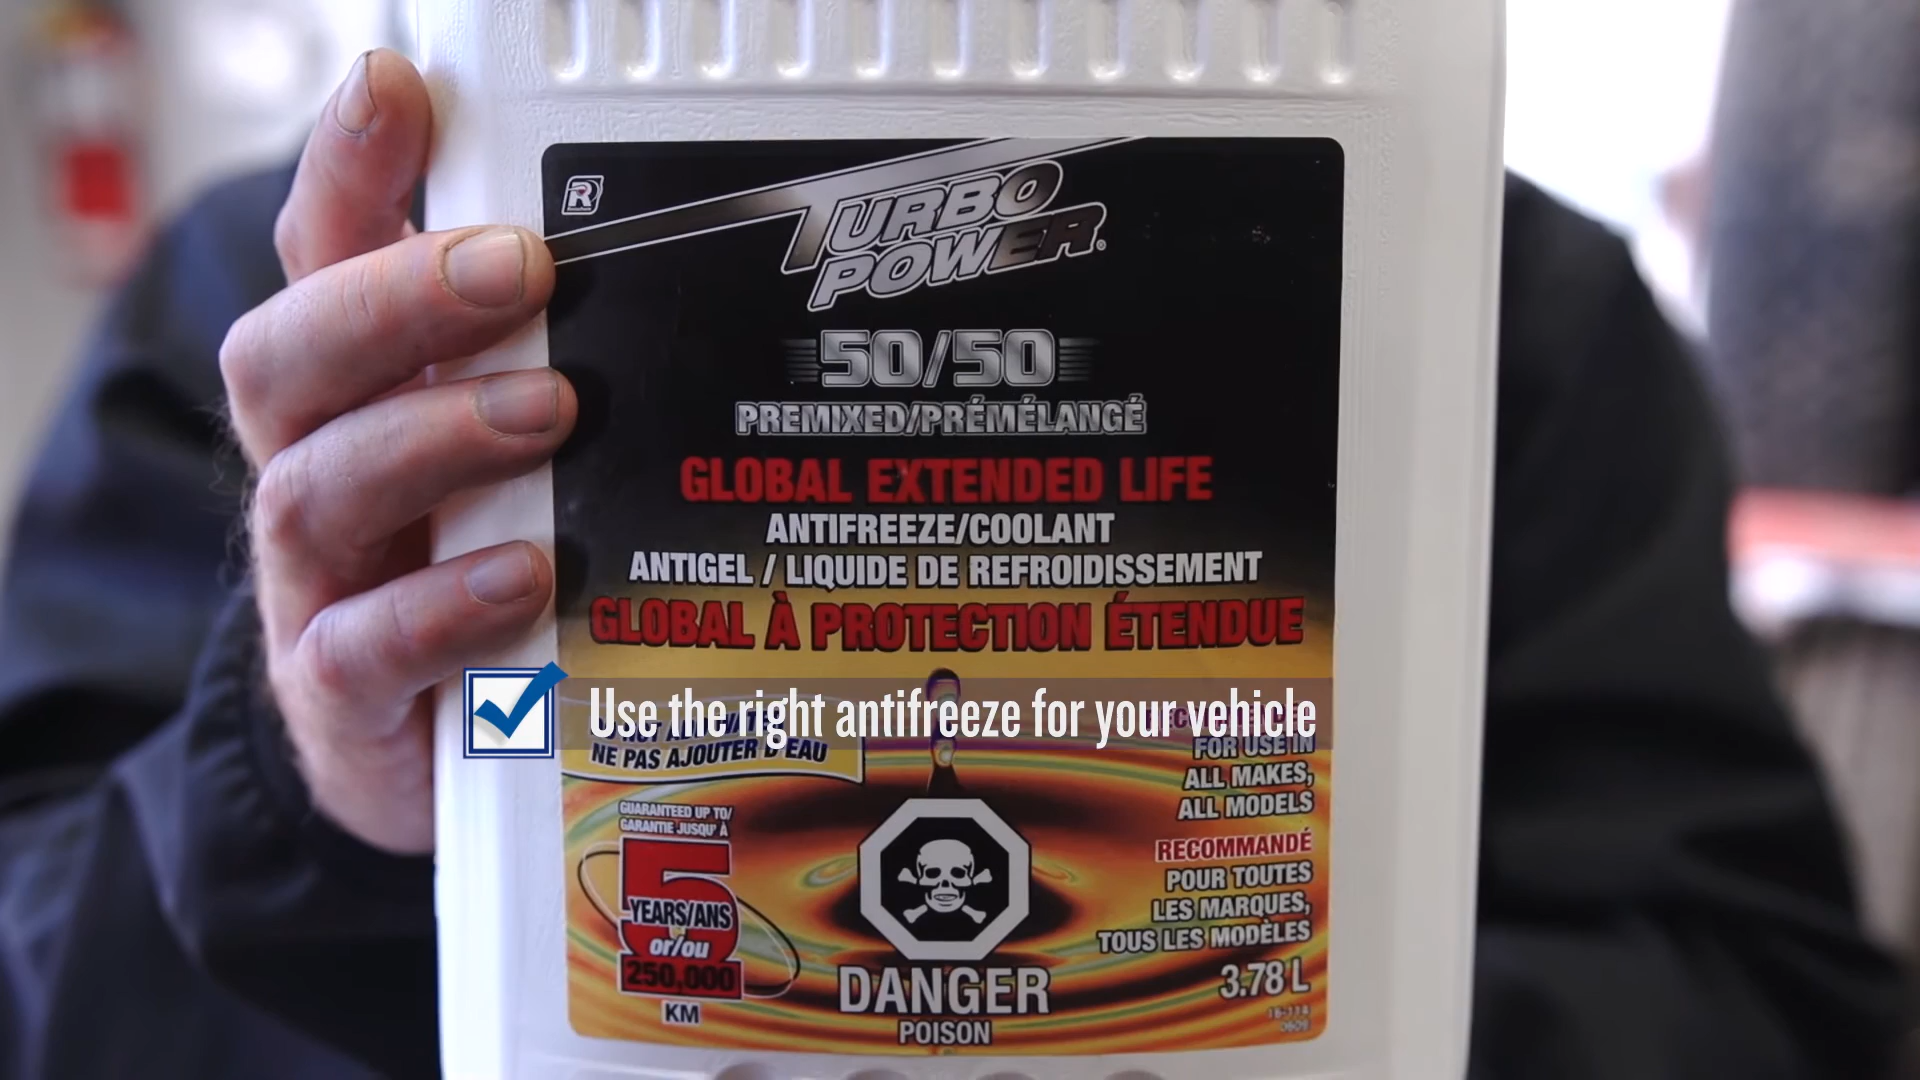 R
TURBO
POWER®
50/50
PREMIXED/PRÉMÉLANGÉ
GLOBAL EXTENDED LIFE
ANTIFREEZE/COOLANT
ANTIGEL / LIQUIDE DE REFROIDISSEMENT
GLOBAL À PROTECTION ÉTENDUE
Use the right antifreeze for your vehicle
NE PAS AJOUTER D'EAU
FOR USE IN
ALL MAKES,
ALL MODELS
GUARANTEED UP TO/
GARANTIE JUSQU'À
5
YEARS/ANS
or/ou
250,000
KM
RECOMMANDÉ
POUR TOUTES
LES MARQUES,
TOUS LES MODÈLES
3.78 L
DANGER
POISON